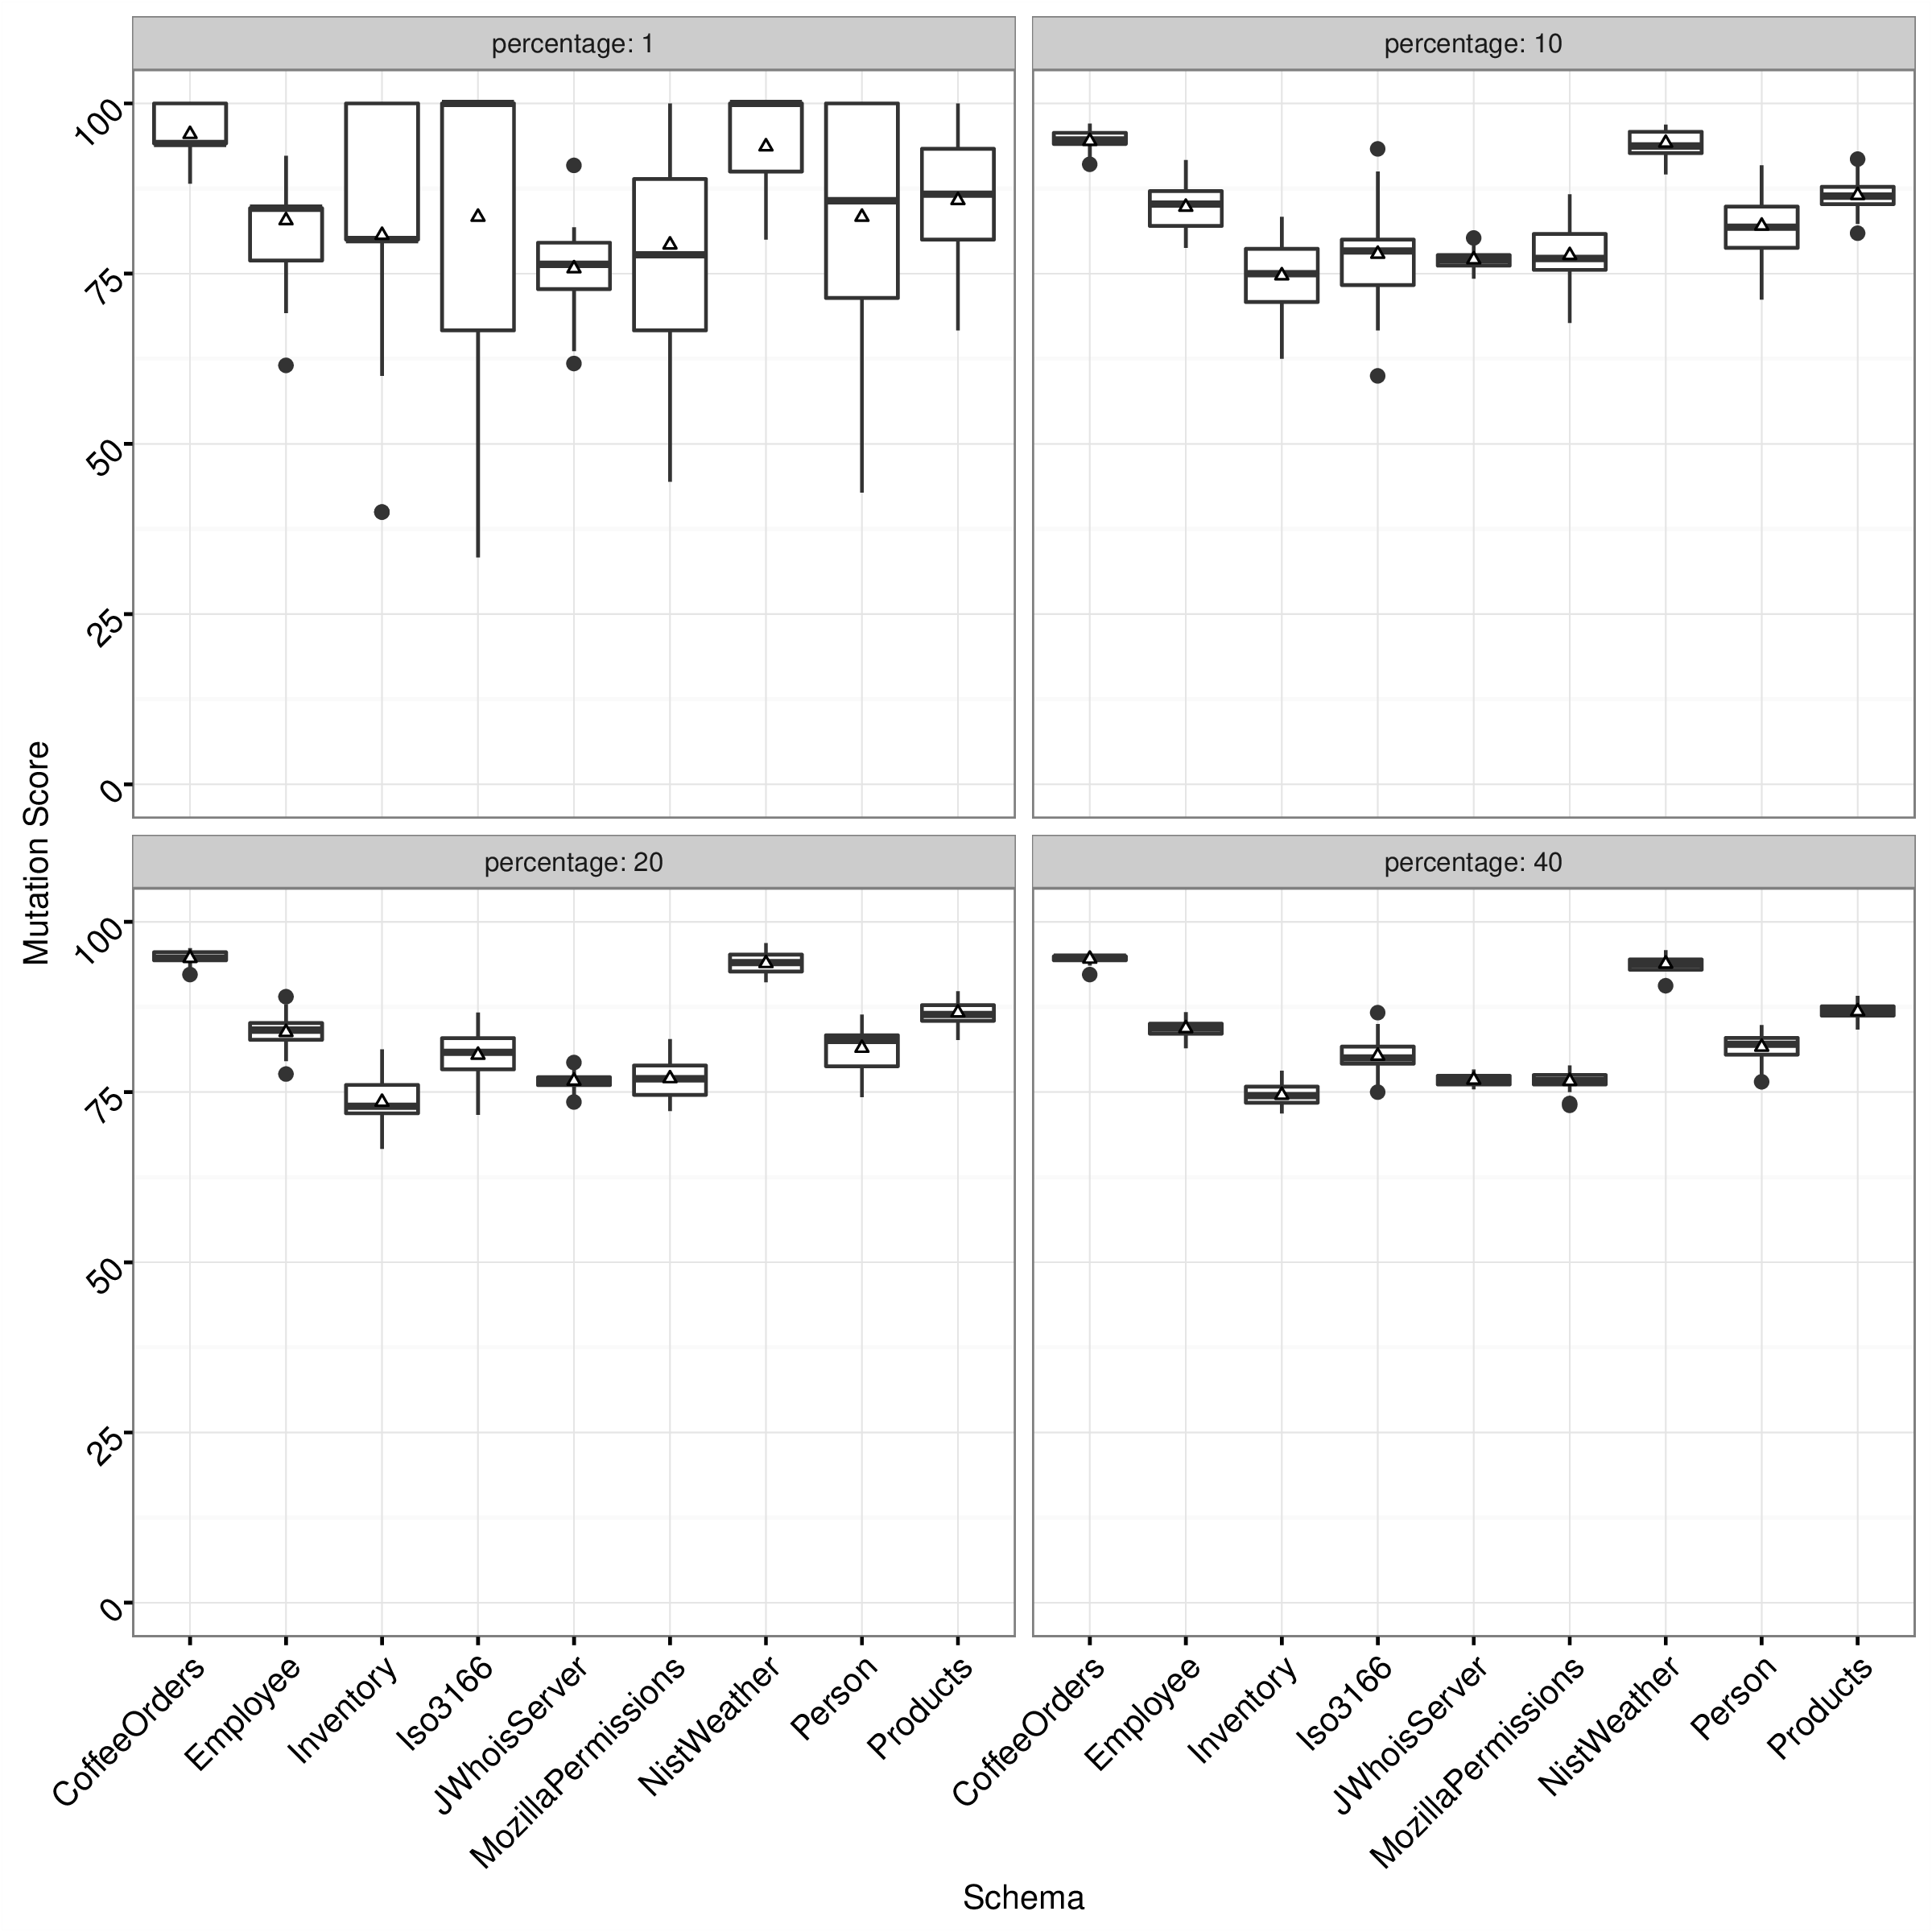 percentage: 1
percentage: 10
100
75
50
25
0
Mutation Score
percentage: 20
percentage: 40
100
75
50
25
0
CoffeeOrders
Employee
Inventory
Iso3166
JWhoisServer
MozillaPermissions
NistWeather
Person
Products
CoffeeOrders
Employee
Inventory
Iso3166
JWhoisServer
MozillaPermissions
NistWeather
Person
Products
Schema